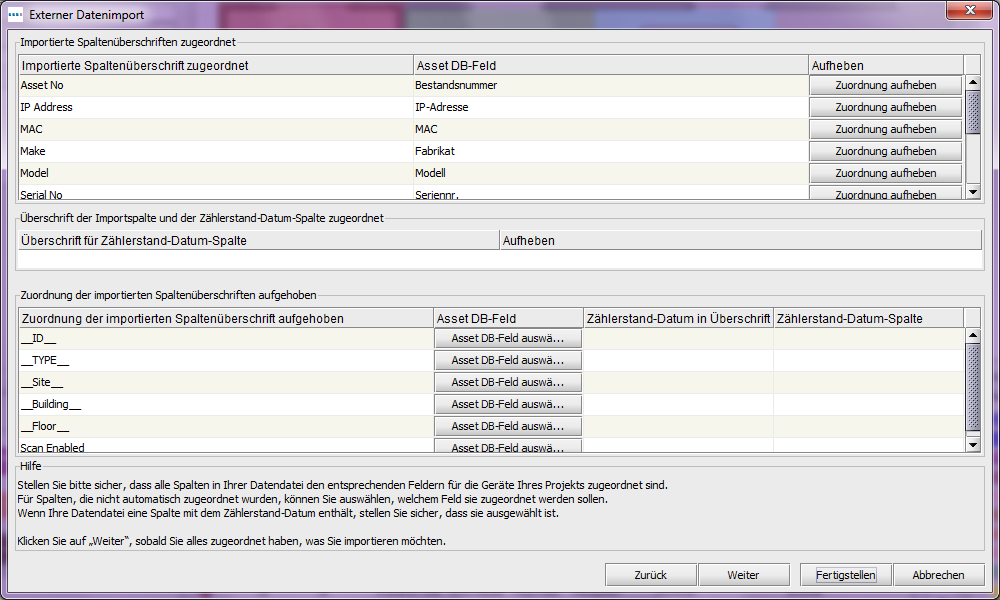 Externer Datenimport
Importierte Spaltenüberschriften zugeordnet
Importierte Spaltenüberschrift zugeordnet Asset DB-Feld Aufheben
Asset No Bestandsnummer Zuordnung aufheben
IP Address IP-Adresse Zuordnung aufheben
MAC MAC Zuordnung aufheben
Make Fabrikat Zuordnung aufheben
Model Modell Zuordnung aufheben
Serial No Seriennr. Zuordnung aufheben
Überschrift der Importspalte und der Zählerstand-Datum-Spalte zugeordnet
Überschrift für Zählerstand-Datum-Spalte Aufheben
Zuordnung der importierten Spaltenüberschriften aufgehoben
Zuordnung der importierten Spaltenüberschrift aufgehoben Asset DB-Feld Zählerstand-Datum in Überschrift Zählerstand-Datum-Spalte
__ID__ Asset DB-Feld auswä...
__TYPE__ Asset DB-Feld auswä...
__Site__ Asset DB-Feld auswä...
__Building__ Asset DB-Feld auswä...
__Floor__ Asset DB-Feld auswä...
Scan Enabled Asset DB-Feld auswä...
Hilfe
Stellen Sie bitte sicher, dass alle Spalten in Ihrer Datendatei den entsprechenden Feldern für die Geräte Ihres Projekts zugeordnet sind.
Für Spalten, die nicht automatisch zugeordnet wurden, können Sie auswählen, welchem Feld sie zugeordnet werden sollen.
Wenn Ihre Datendatei eine Spalte mit dem Zählerstand-Datum enthält, stellen Sie sicher, dass sie ausgewählt ist.
Klicken Sie auf „Weiter“, sobald Sie alles zugeordnet haben, was Sie importieren möchten.
Zurück Weiter Fertigstellen Abbrechen